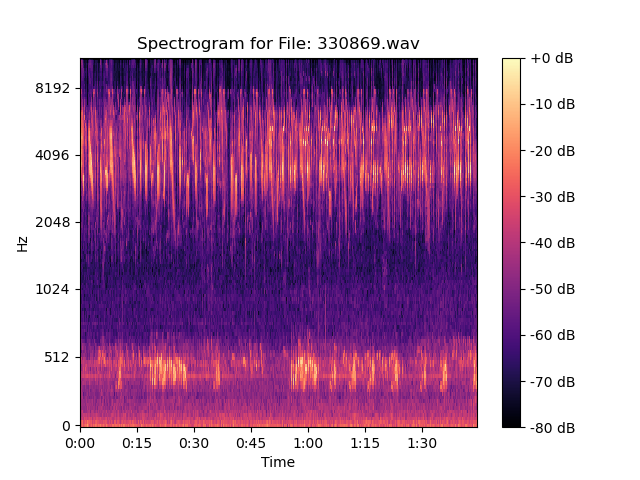 Spectrogram for File: 330869.wav
8192
4096
2048
1024
512
0
Hz
0:00 0:15 0:30 0:45 1:00 1:15 1:30
Time
+0 dB
-10 dB
-20 dB
-30 dB
-40 dB
-50 dB
-60 dB
-70 dB
-80 dB